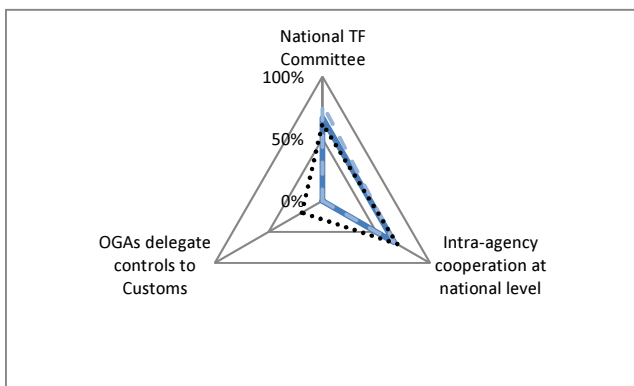 National TF
Committee
100%
50%
0%
OGAs delegate
controls to
Customs
Intra-agency
cooperation at
national level